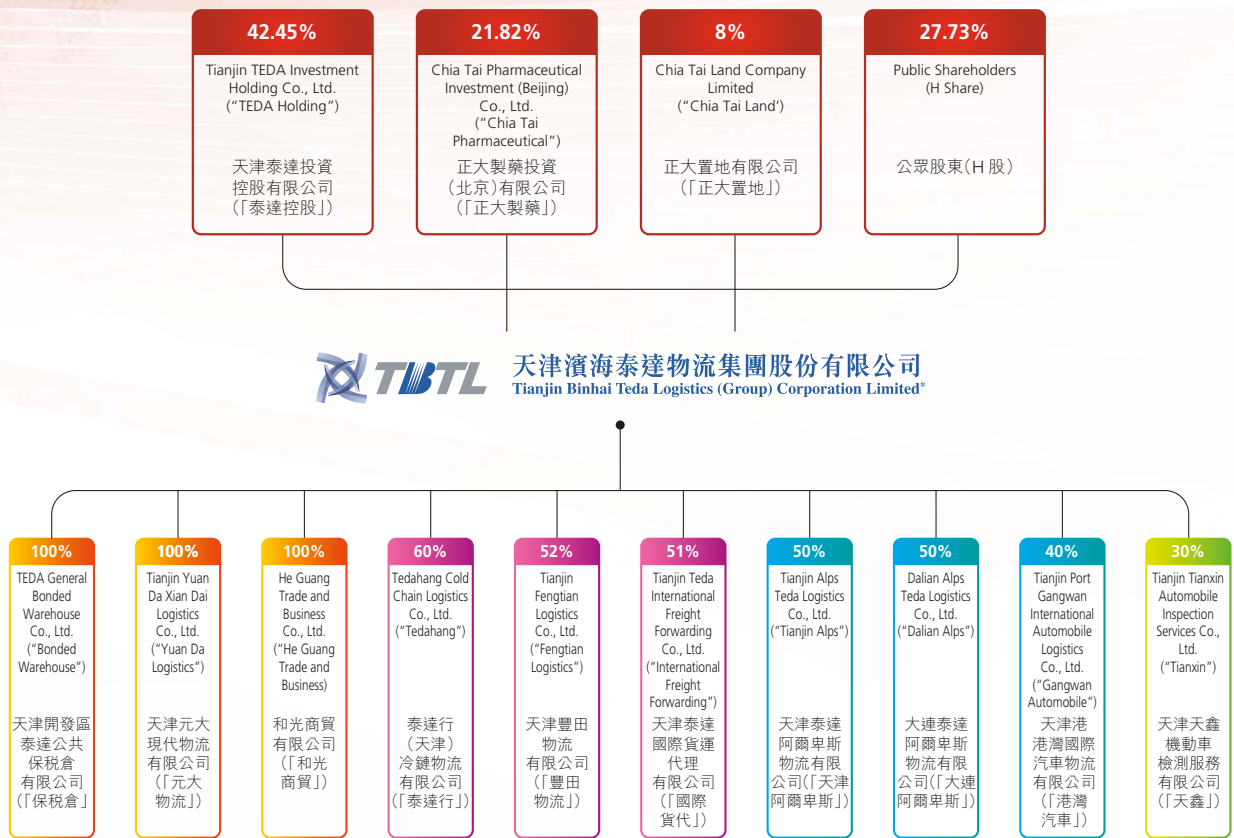 42.45%
Tianjin TEDA Investment
Holding Co., Ltd.
(“TEDA Holding”)
天津泰達投資
控股有限公司
(「泰達控股」)
21.82%
Chia Tai Pharmaceutical
Investment (Beijing)
Co., Ltd.
(“Chia Tai
Pharmaceutical”)
正大製藥投資
(北京)有限公司
(「正大製藥」)
8%
Chia Tai Land Company
Limited
(“Chia Tai Land’)
正大置地有限公司
(「正大置地」)
27.73%
Public Shareholders
(H Share)
公眾股東(H 股)
TBTL
天津濱海泰達物流集團股份有限公司
Tianjin Binhai Teda Logistics (Group) Corporation Limited*
100%
TEDA General
Bonded
Warehouse
Co., Ltd.
(“Bonded
Warehouse”)
天津開發區
泰達公共
保税倉
有限公司
(「保税倉」
100%
Tianjin Yuan
Da Xian Dai
Logistics
Co., Ltd.
(“Yuan Da
Logistics”)
天津元大
現代物流
有限公司
(「元大
物流」)
100%
He Guang
Trade and
Business
Co., Ltd.
(“He Guang
Trade and
Business)
和光商貿
有限公司
(「和光
商貿」)
60%
Tedahang Cold
Chain Logistics
Co., Ltd.
(“Tedahang”)
泰達行
(天津)
冷鏈物流
有限公司
(「泰達行」)
52%
Tianjin
Fengtian
Logistics
Co., Ltd.
(“Fengtian
Logistics”)
天津豐田
物流
有限公司
(「豐田
物流」)
51%
Tianjin Teda
International
Freight
Forwarding
Co., Ltd.
(“International
Freight
Forwarding”)
天津泰達
國際貨運
代理
有限公司
(「國際
貨代」)
50%
Tianjin Alps
Teda Logistics
Co., Ltd.
(“Tianjin Alps”)
天津泰達
阿爾卑斯
物流有限
公司(「天津
阿爾卑斯」)
50%
Dalian Alps
Teda Logistics
Co., Ltd.
(“Dalian Alps”)
大連泰達
阿爾卑斯
物流有限
公司(「大連
阿爾卑斯」)
40%
Tianjin Port
Gangwan
International
Automobile
Logistics
Co., Ltd.
(“Gangwan
Automobile”)
天津港
港灣國際
汽車物流
有限公司
(「港灣
汽車」)
30%
Tianjin Tianxin
Automobile
Inspection
Services Co.,
Ltd.
(“Tianxin”)
天津天鑫
機動車
檢測服務
有限公司
(「天鑫」)